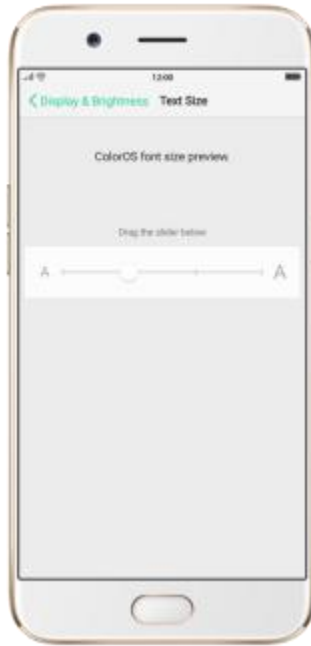 12:00
Display & Brightness Text Size
ColorOS font size preview
Drag the slider below
A A